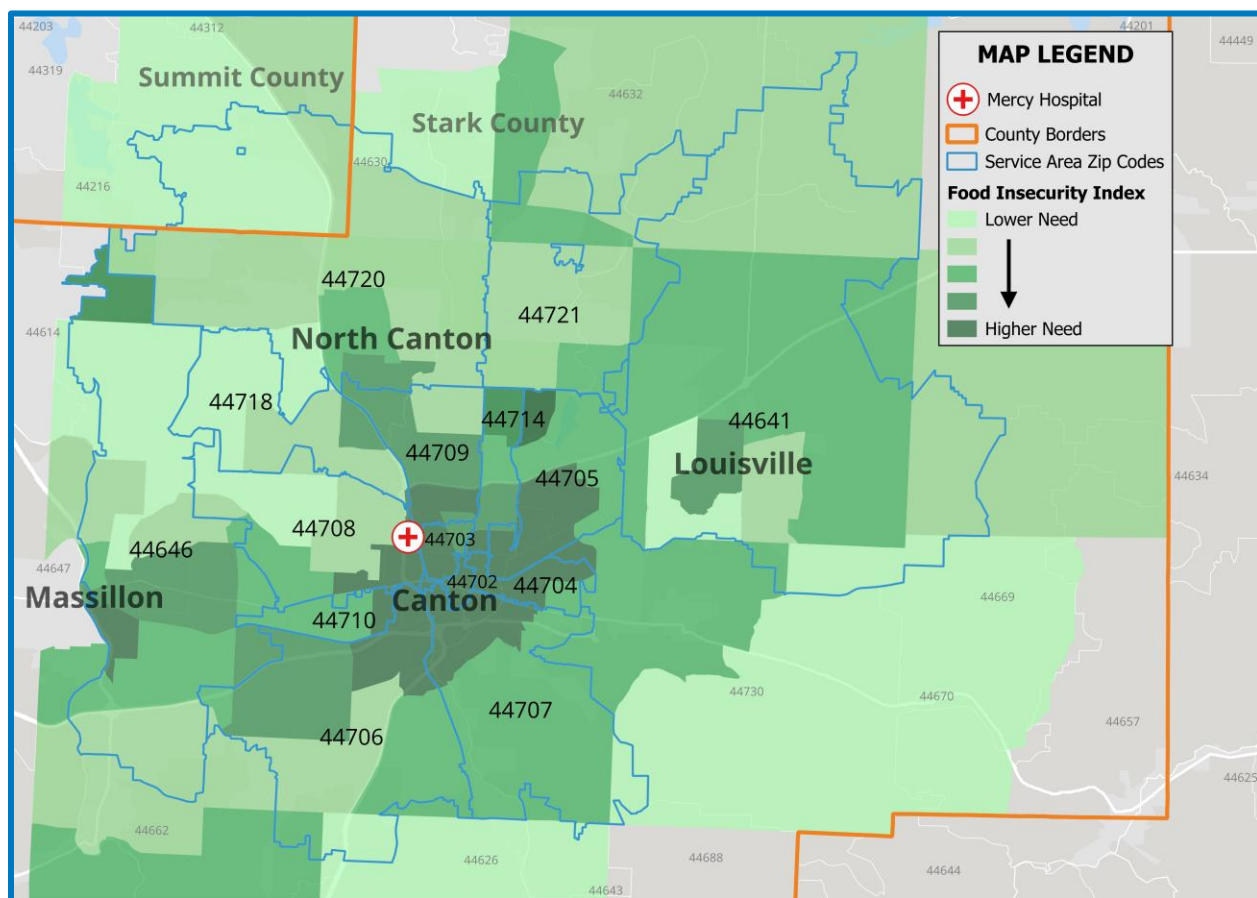 44203
44312
44201
44319
44449
Summit County
MAP LEGEND
44632
Mercy Hospital
Stark County
County Borders
44630
Service Area Zip Codes
44216
Food Insecurity Index
Lower Need
44720
44721
44614
Higher Need
North Canton
44718
44714
44641
44709
Louisville
44705
44634
44708
44703
44646
44647
44702
44704
Massillon
Canton
44669
44710
44730
44670
44707
44657
44706
44625
44662
44626
44688
44644
44643